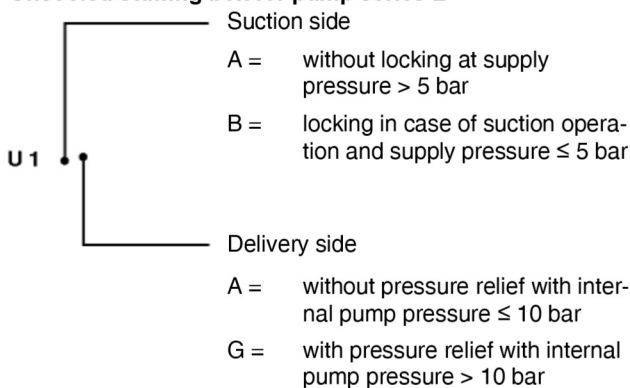 Suction side
A = without locking at supply
pressure > 5 bar
B = locking in case of suction opera-
tion and supply pressure ≤ 5 bar
U 1
Delivery side
A = without pressure relief with inter-
nal pump pressure ≤ 10 bar
G = with pressure relief with internal
pump pressure > 10 bar